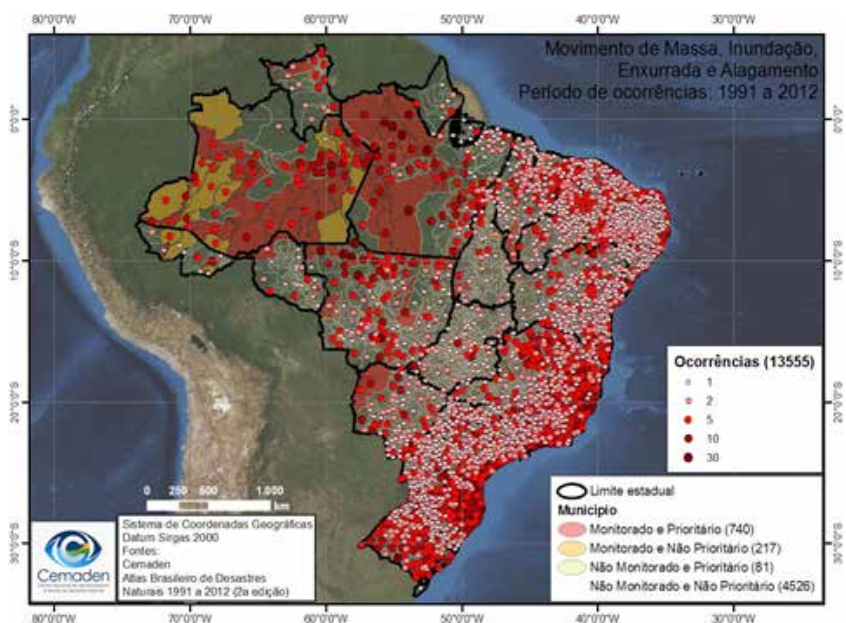 80°0'0"W 70°0'0"W 60°0'0"W 50°0'0"W 40°0'0"W 30°0'0"W
Movimento de Massa, Inundação,
Enxurrada e Alagamento
Período de ocorrências: 1991 a 2012
0°0'0" 0°0'0"
10°0'0"S 10°0'0"S
20°0'0"S 20°0'0"S
30°0'0"S 30°0'0"S
Ocorrências (13555)
1
2
5
10
30
Limite estadual
Município
Monitorado e Prioritário (740)
Monitorado e Não Prioritário (217)
Não Monitorado e Prioritário (81)
Não Monitorado e Não Prioritário (4526)
0 250 500 1.000
km
Sistema de Coordenadas Geográficas
Datum Sirgas 2000
Fontes:
Cemaden
Atlas Brasileiro de Desastres
Naturais 1991 a 2012 (2a edição)
Cemaden
80°0'0"W 70°0'0"W 60°0'0"W 50°0'0"W 40°0'0"W 30°0'0"W